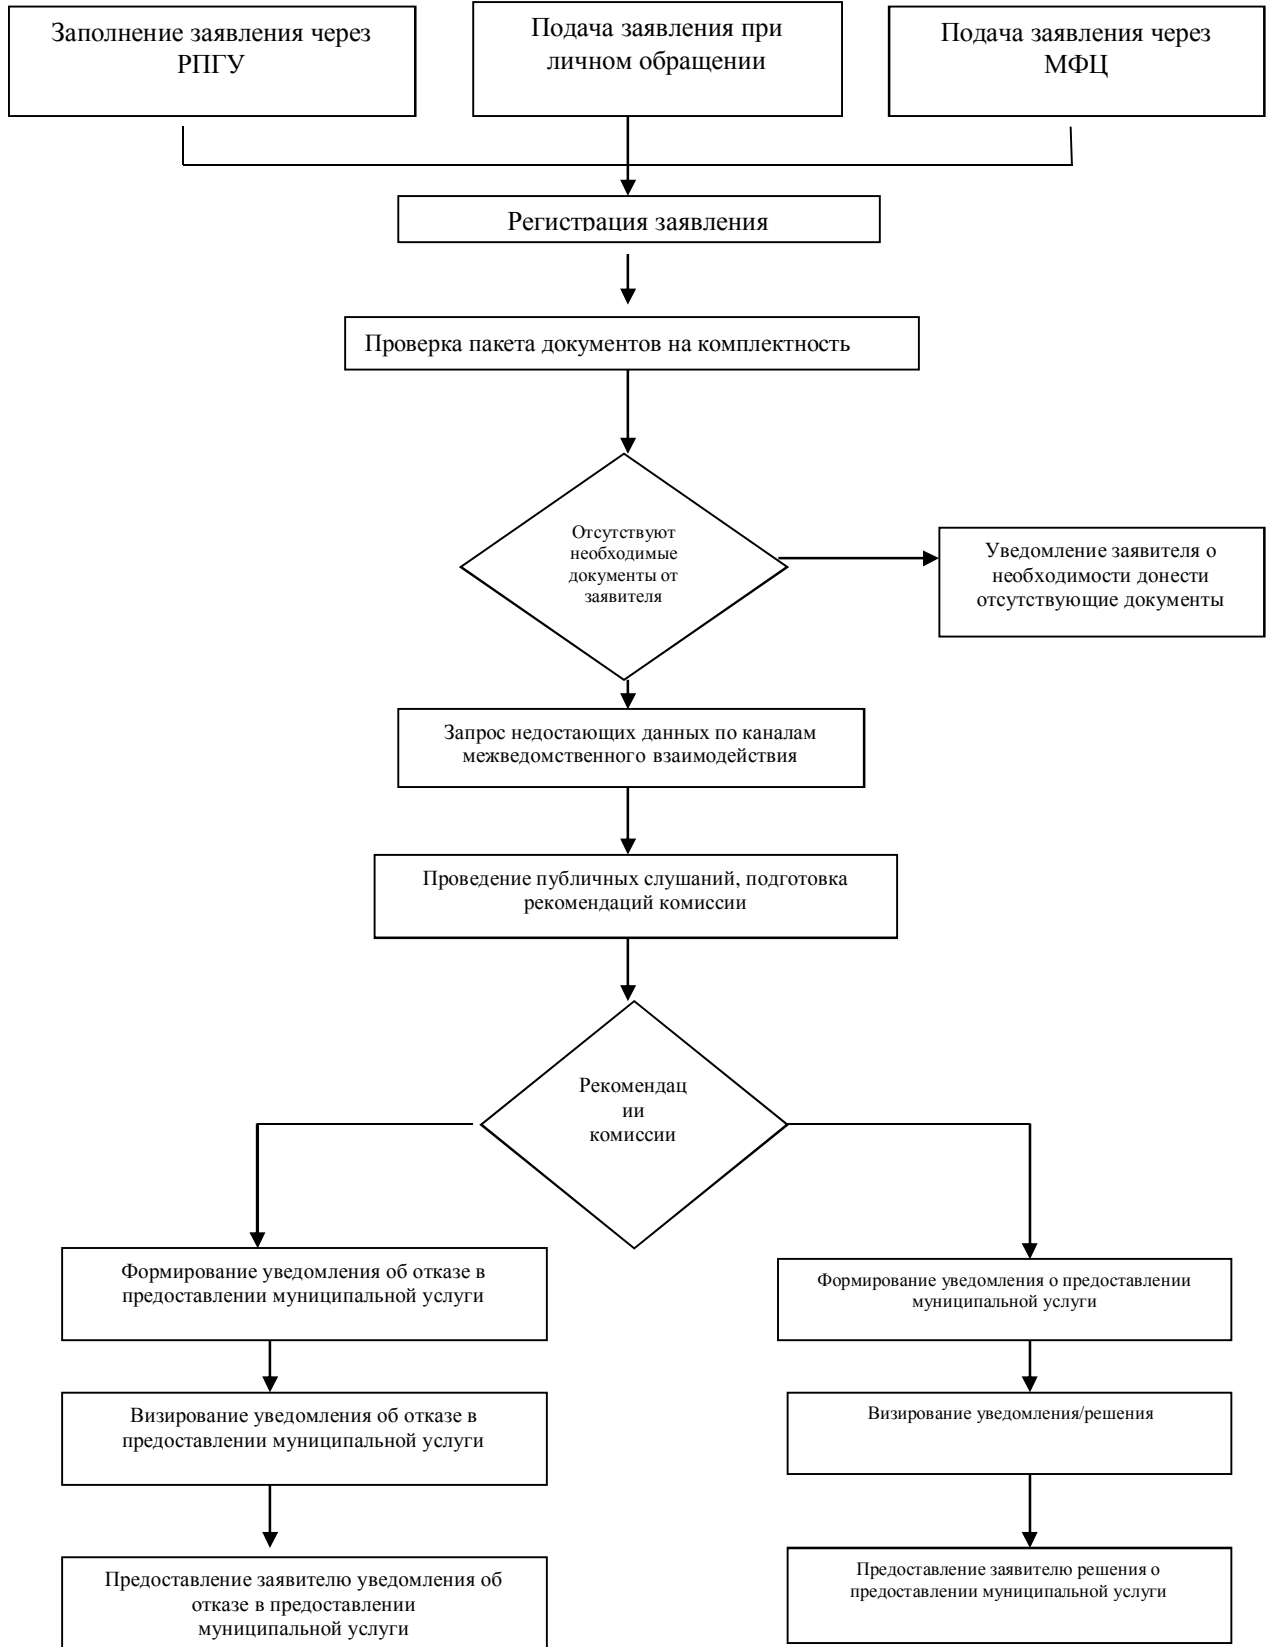 Заполнение заявления через
РПГУ
Подача заявления при
личном обращении
Подача заявления через
МФЦ
Регистрация заявления
Проверка пакета документов на комплектность
Отсутствуют
необходимые
документы от
заявителя
Уведомление заявителя о
необходимости донести
отсутствующие документы
Запрос недостающих данных по каналам
межведомственного взаимодействия
Проведение публичных слушаний, подготовка
рекомендаций комиссии
Рекомендац
ии
комиссии
Формирование уведомления об отказе в
предоставлении муниципальной услуги
Формирование уведомления о предоставлении
муниципальной услуги
Визирование уведомления об отказе в
предоставлении муниципальной услуги
Визирование уведомления/решения
Предоставление заявителю уведомления об
отказе в предоставлении
муниципальной услуги
Предоставление заявителю решения о
предоставлении муниципальной услуги